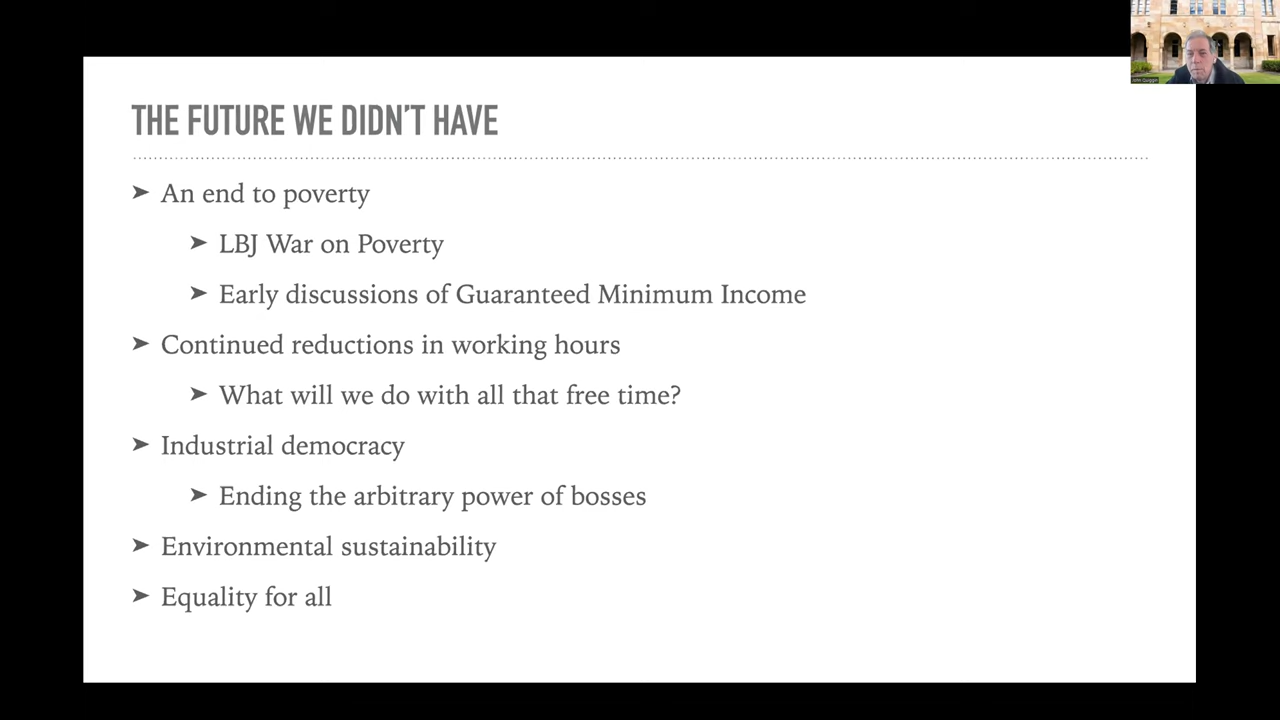 THE FUTURE WE DIDN'T HAVE
➤ An end to poverty
➤ LBJ War on Poverty
➤ Early discussions of Guaranteed Minimum Income
➤ Continued reductions in working hours
➤ What will we do with all that free time?
➤ Industrial democracy
➤ Ending the arbitrary power of bosses
➤ Environmental sustainability
➤ Equality for all
John Quiggin